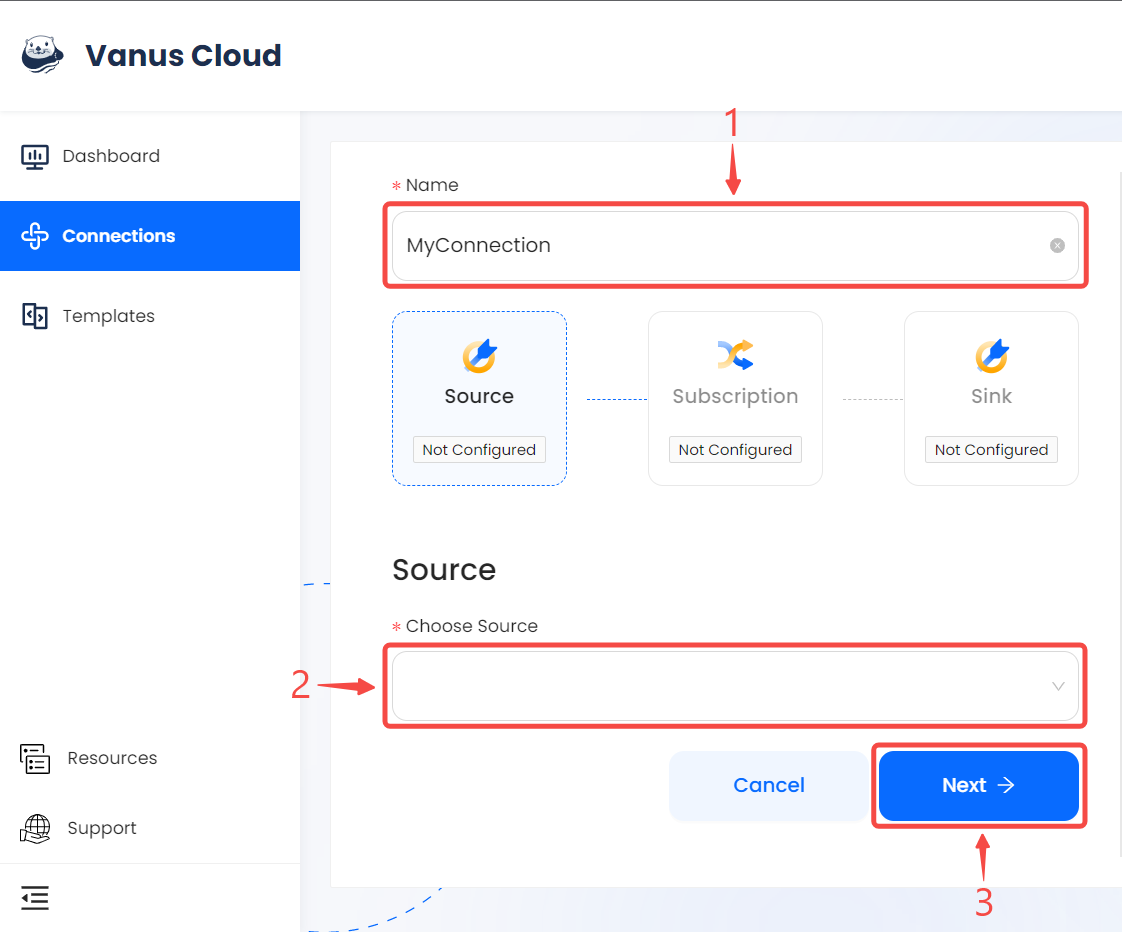 Vanus Cloud
Dashboard
Connections
Templates
Resources
Support
1
* Name
MyConnection
Source
Not Configured
Subscription
Not Configured
Sink
Not Configured
Source
* Choose Source
2
Cancel
Next →
3